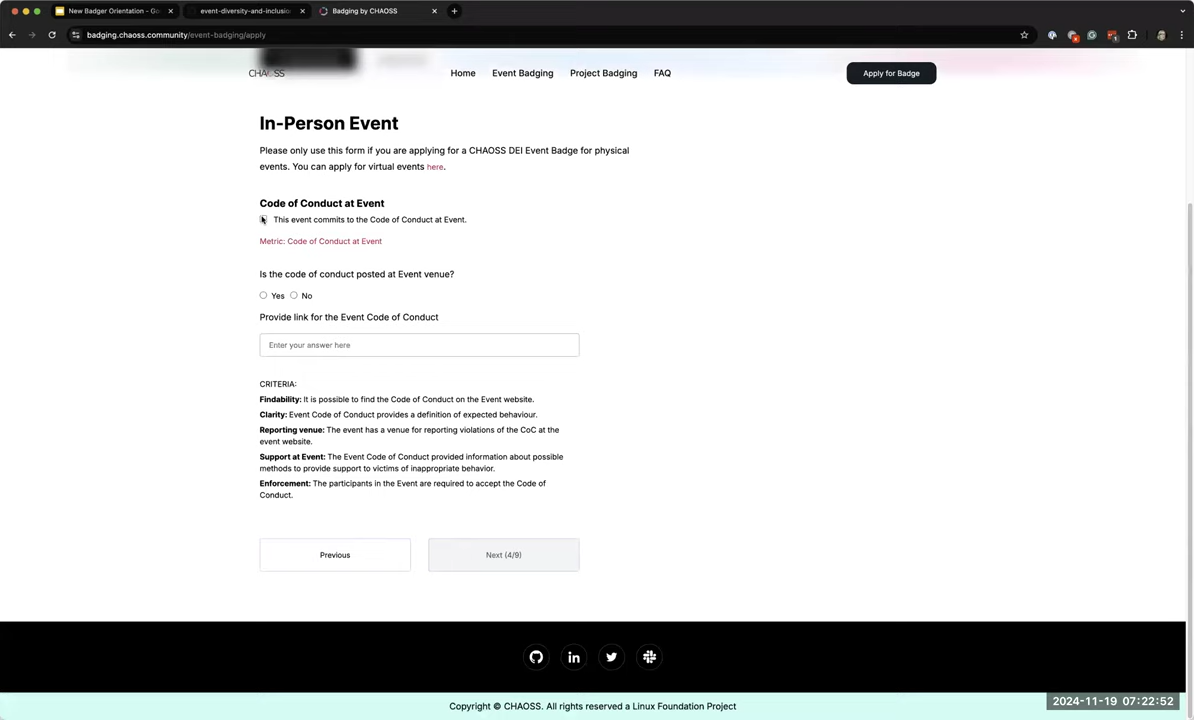 New Badger Orientation - Go
event-diversity-and-inclusion
Badging by CHAOSS
badging.chaoss.community/event-badging/apply
CHAOSS
Home
Event Badging
Project Badging
FAQ
Apply for Badge
In-Person Event
Please only use this form if you are applying for a CHAOSS DEI Event Badge for physical
events. You can apply for virtual events here.
Code of Conduct at Event
This event commits to the Code of Conduct at Event.
Metric: Code of Conduct at Event
Is the code of conduct posted at Event venue?
Yes No
Provide link for the Event Code of Conduct
Enter your answer here
CRITERIA:
Findability: It is possible to find the Code of Conduct on the Event website.
Clarity: Event Code of Conduct provides a definition of expected behaviour.
Reporting venue: The event has a venue for reporting violations of the CoC at the
event website.
Support at Event: The Event Code of Conduct provided information about possible
methods to provide support to victims of inappropriate behavior.
Enforcement: The participants in the Event are required to accept the Code of
Conduct.
Previous
Next (4/9)
Copyright © CHAOSS. All rights reserved a Linux Foundation Project
2024-11-19 07:22:52